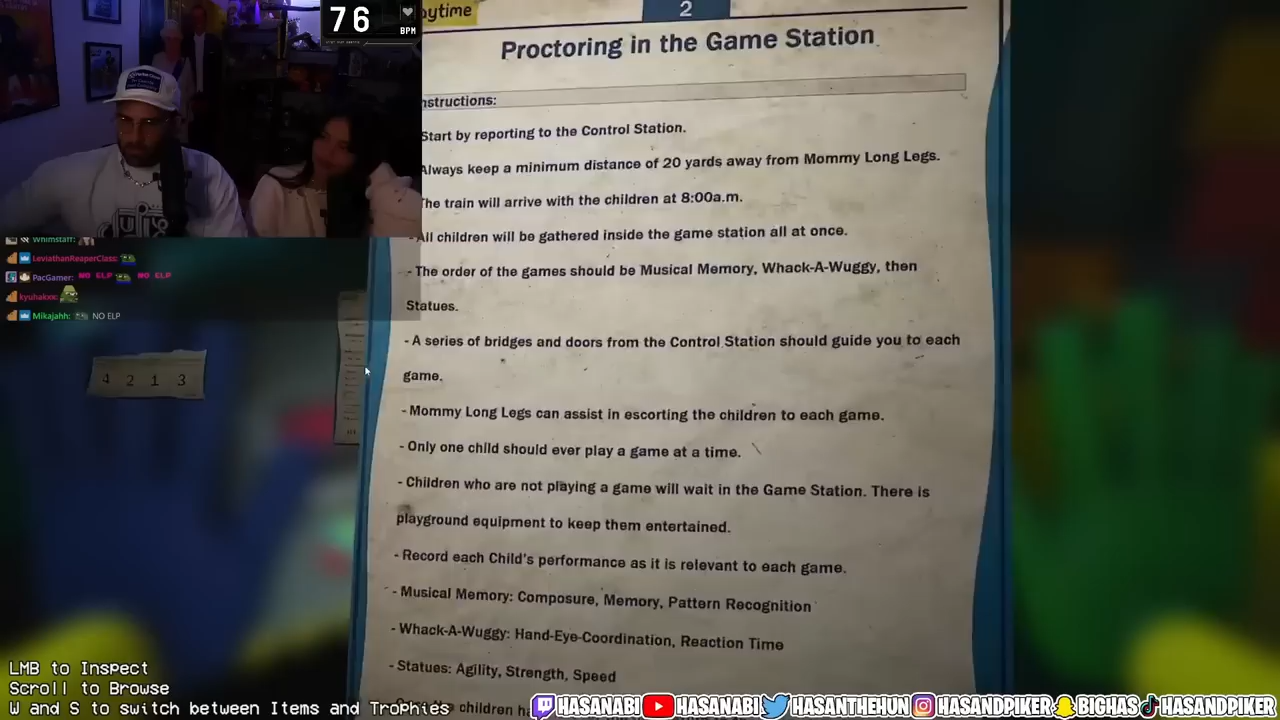 76
BPM
2
Proctoring in the Game Station
nstructions:
Start by reporting to the Control Station.
Always keep a minimum distance of 20 yards away from Mommy Long Legs.
The train will arrive with the children at 8:00a.m.
- All children will be gathered inside the game station all at once.
- The order of the games should be Musical Memory, Whack-A-Wuggy, then
Statues.
- A series of bridges and doors from the Control Station should guide you to each
game.
- Mommy Long Legs can assist in escorting the children to each game.
- Only one child should ever play a game at a time.
- Children who are not playing a game will wait in the Game Station. There is
playground equipment to keep them entertained.
- Record each Child's performance as it is relevant to each game.
- Musical Memory: Composure, Memory, Pattern Recognition
- Whack-A-Wuggy: Hand-Eye-Coordination, Reaction Time
- Statues: Agility, Strength, Speed
children
Whimstaff:
LeviathanReaperClass:
PacGamer: NO ELP NO ELP
kyuhakxx:
Mikajahh: NO ELP
4 2 1 3
LMB to Inspect
Scroll to Browse
W and S to switch between Items and Trophies
HASANABI HASANABI HASANTHEHUN HASANDPIKER BIGHAS HASANDPIKER